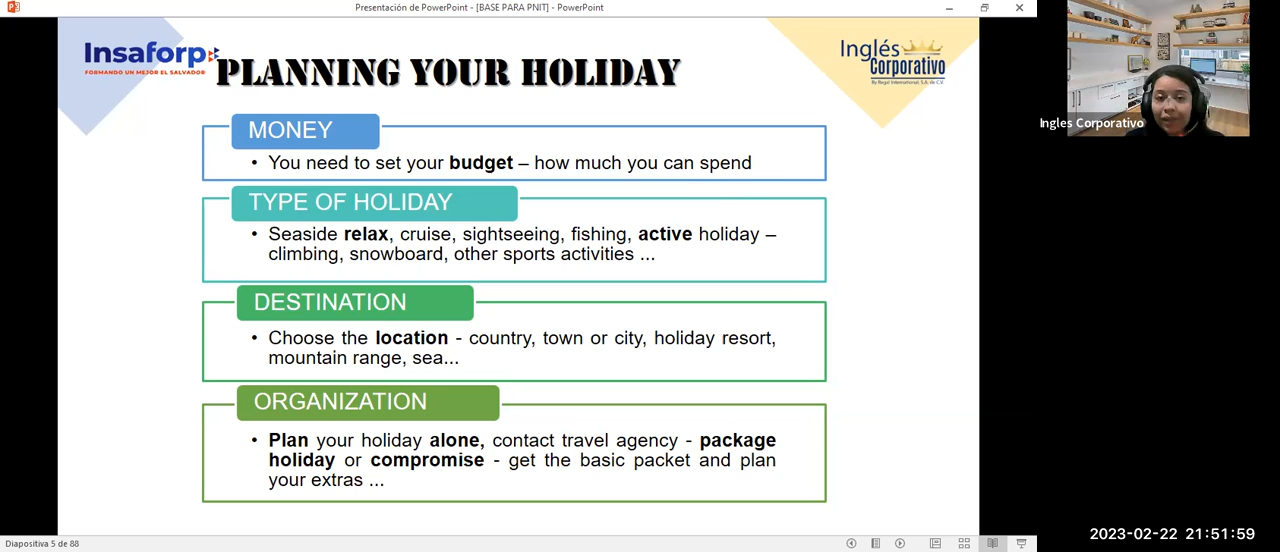 Presentación de PowerPoint - [BASE PARA PNIT] - PowerPoint
Insaforp
FORMANDO UN MEJOR EL SALVADOR
PLANNING YOUR HOLIDAY
Inglés
Corporativo
By Regal International, S.A. de C.V.
Ingles Corporativo
MONEY
• You need to set your budget – how much you can spend
TYPE OF HOLIDAY
• Seaside relax, cruise, sightseeing, fishing, active holiday –
climbing, snowboard, other sports activities ...
DESTINATION
• Choose the location - country, town or city, holiday resort,
mountain range, sea...
ORGANIZATION
• Plan your holiday alone, contact travel agency - package
holiday or compromise - get the basic packet and plan
your extras ...
2023-02-22 21:51:59
Diapositiva 5 de 88